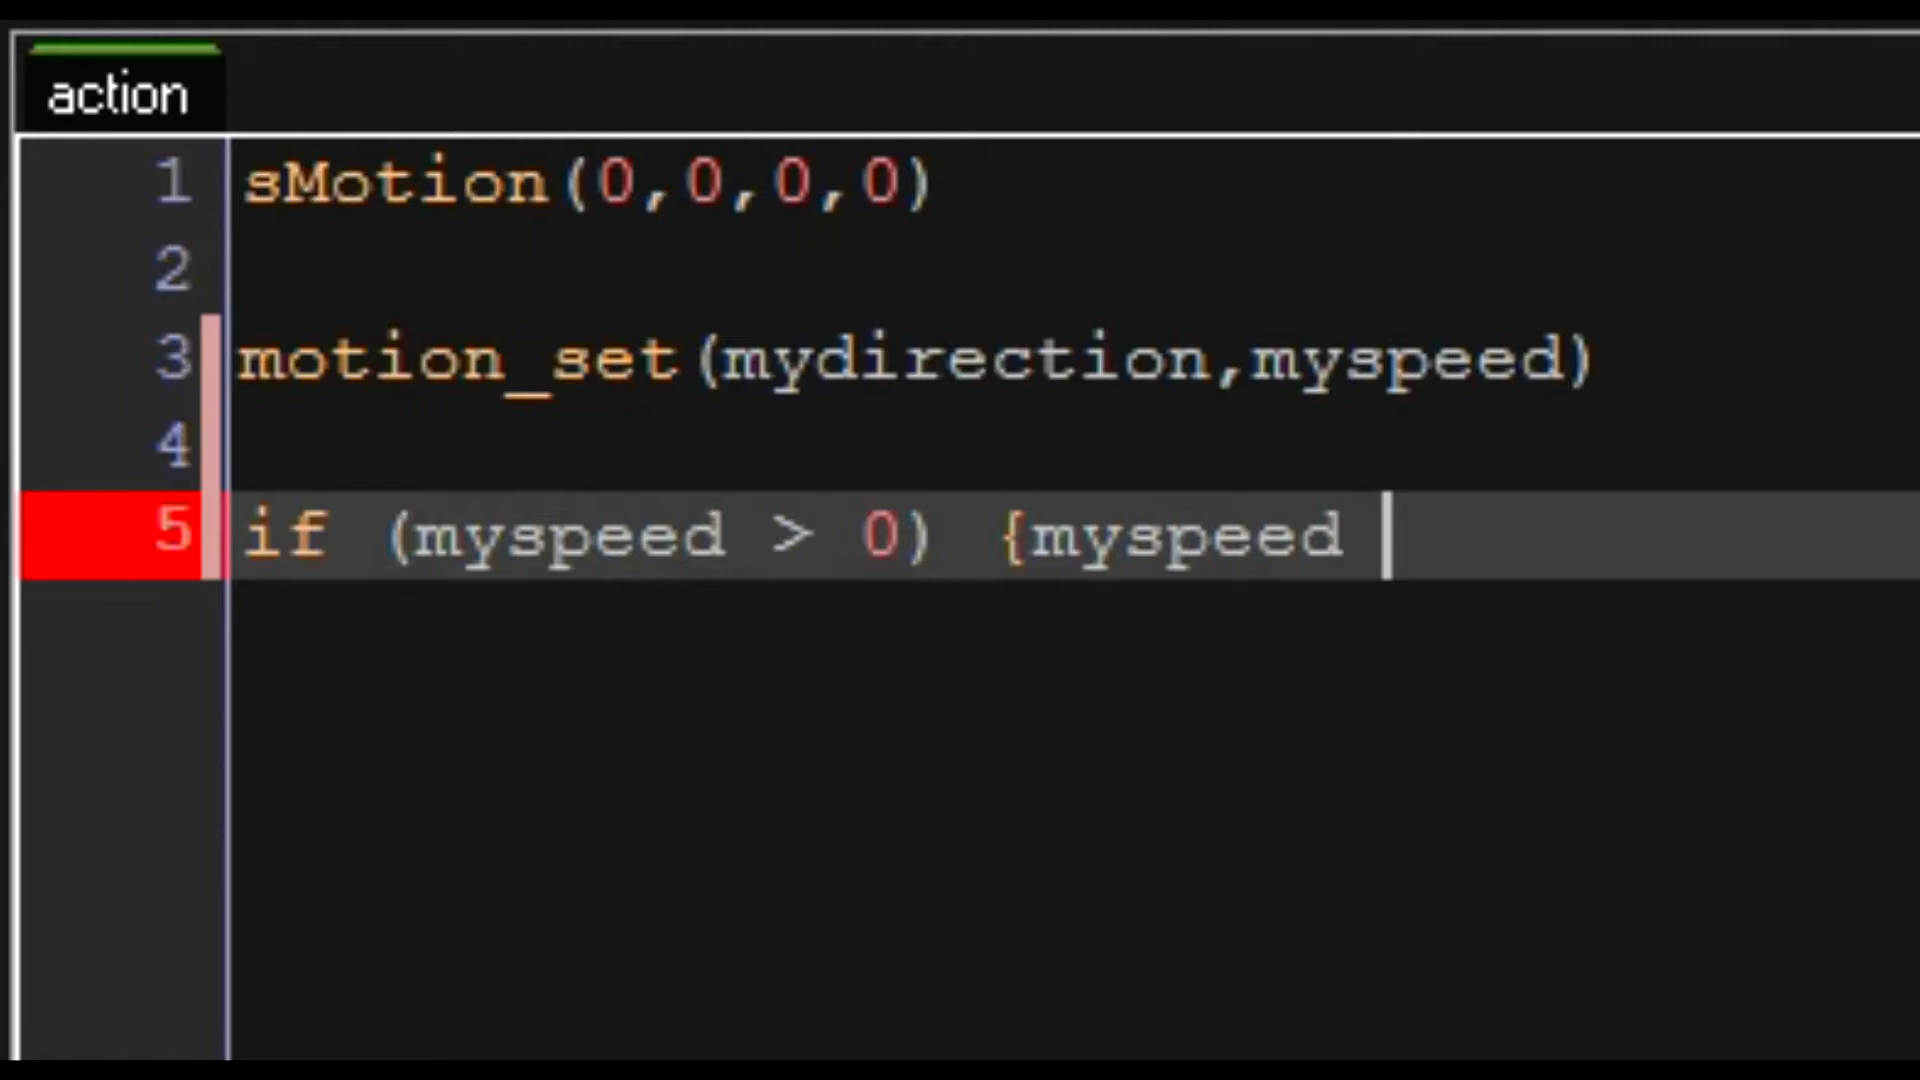 action
1 sMotion(0,0,0,0)
2
3 motion_set(mydirection,myspeed)
4
5 if (myspeed > 0) {myspeed